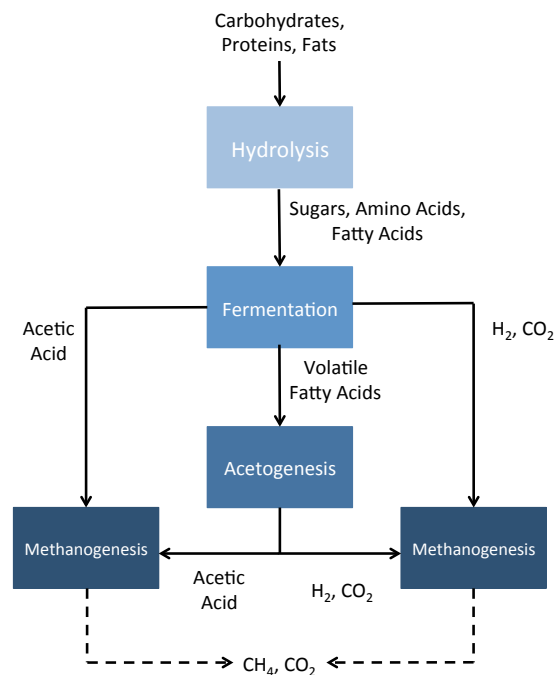 Carbohydrates,
Proteins, Fats
Hydrolysis
Sugars, Amino Acids,
Fatty Acids
Fermentation
Acetic
Acid
H₂, CO₂
Volatile
Fatty Acids
Acetogenesis
Methanogenesis
Methanogenesis
Acetic
Acid
H₂, CO₂
CH₄, CO₂